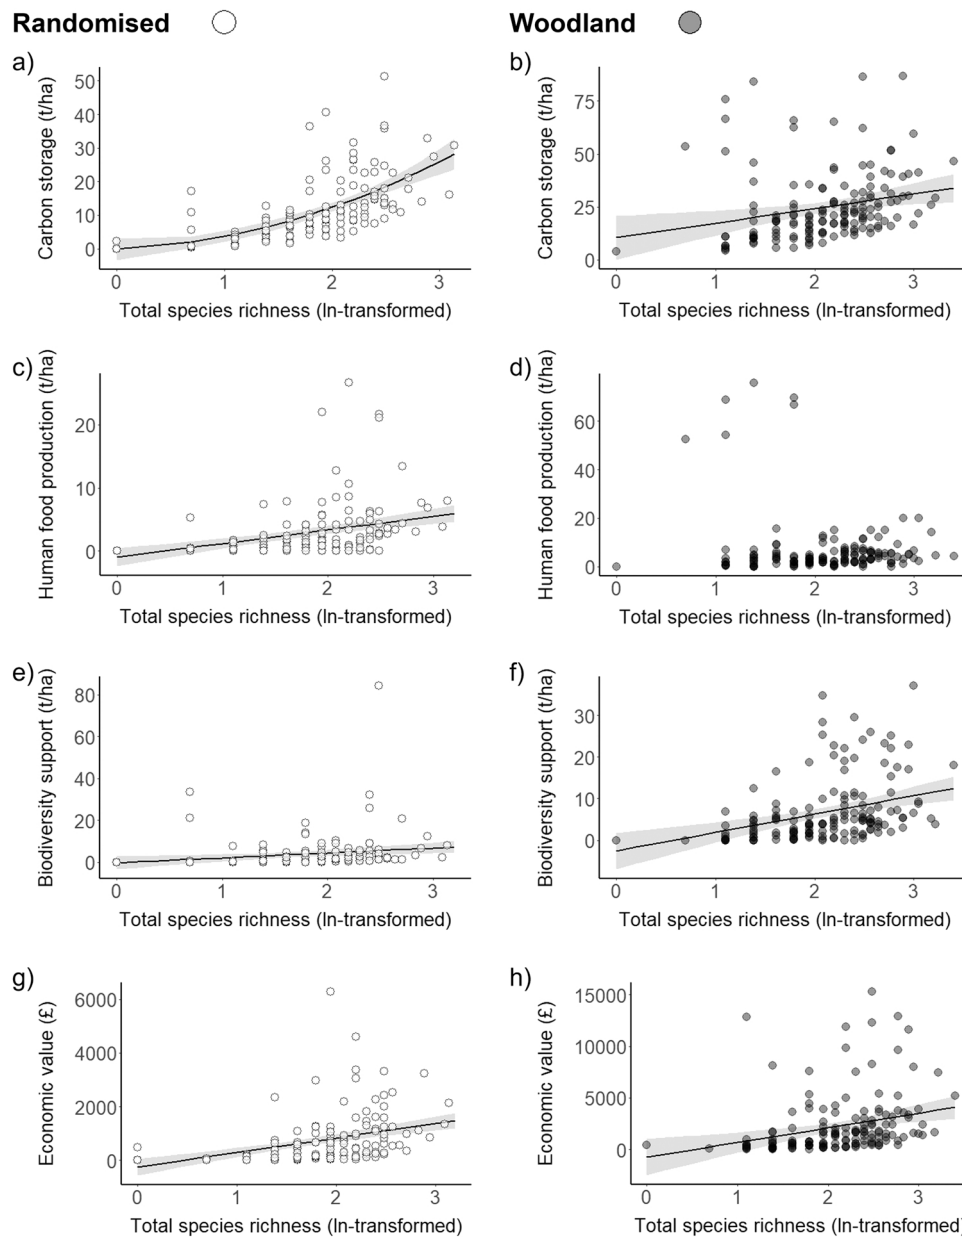 Randomised Woodland
a) b)
Carbon storage (t/ha)
50
40
30
20
10
0
0 1 2 3
Total species richness (ln-transformed)
Carbon storage (t/ha)
75
50
25
0
0 1 2 3
Total species richness (ln-transformed)
c) d)
Human food production (t/ha)
20
10
0
0 1 2 3
Total species richness (ln-transformed)
Human food production (t/ha)
60
40
20
0
0 1 2 3
Total species richness (ln-transformed)
e) f)
Biodiversity support (t/ha)
80
60
40
20
0
0 1 2 3
Total species richness (ln-transformed)
Biodiversity support (t/ha)
30
20
10
0
0 1 2 3
Total species richness (ln-transformed)
g) h)
Economic value (£)
6000
4000
2000
0
0 1 2 3
Total species richness (ln-transformed)
Economic value (£)
15000
10000
5000
0
0 1 2 3
Total species richness (ln-transformed)